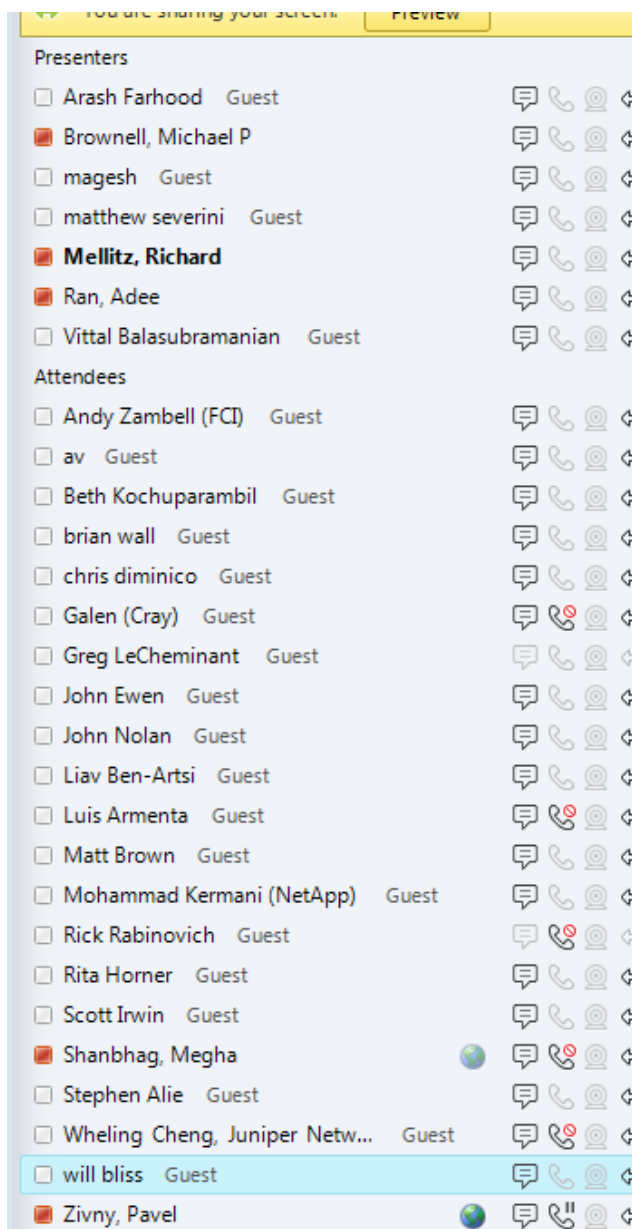 You are sharing your screen. Preview
Presenters
Arash Farhood Guest
Brownell, Michael P
magesh Guest
matthew severini Guest
Mellitz, Richard
Ran, Adee
Vittal Balasubramanian Guest
Attendees
Andy Zambell (FCI) Guest
av Guest
Beth Kochuparambil Guest
brian wall Guest
chris diminico Guest
Galen (Cray) Guest
Greg LeCheminant Guest
John Ewen Guest
John Nolan Guest
Liav Ben-Artsi Guest
Luis Armenta Guest
Matt Brown Guest
Mohammad Kermani (NetApp) Guest
Rick Rabinovich Guest
Rita Horner Guest
Scott Irwin Guest
Shanbhag, Megha
Stephen Alie Guest
Wheling Cheng, Juniper Netw... Guest
will bliss Guest
Zivny, Pavel